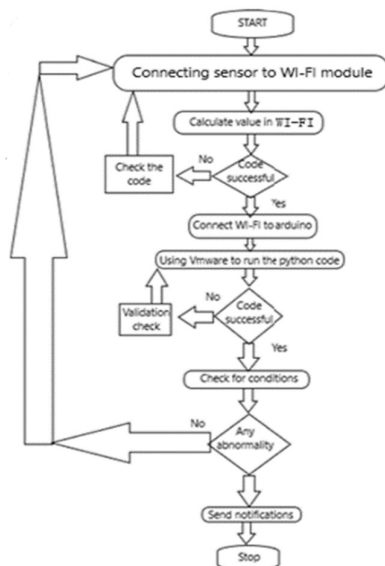 START
Connecting sensor to WI-FI module
Calculate value in WI-FI
No
Check the
code
Code
successful
Yes
Connect WI-FI to arduino
Using Vmware to run the python code
No
Validation
check
Code
successful
Yes
Check for conditions
No
Any
abnormality
Send notifications
Stop